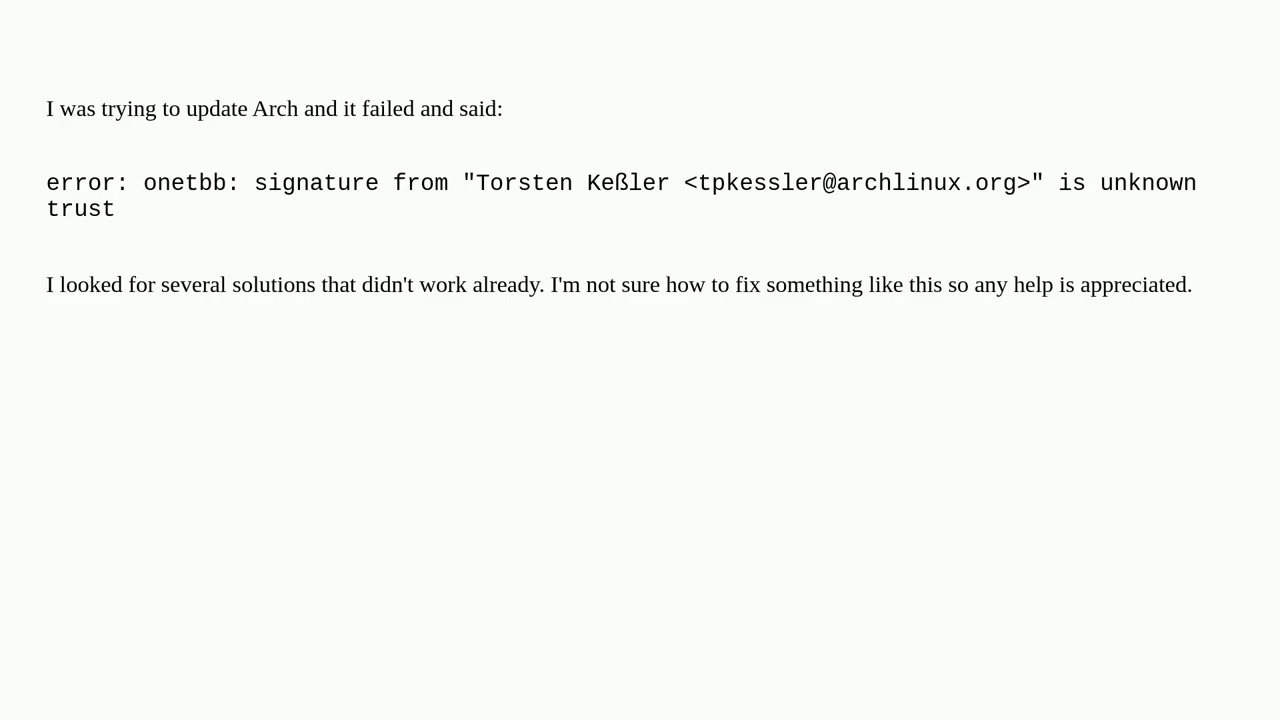 I was trying to update Arch and it failed and said:
error: onetbb: signature from "Torsten Keßler <tpkessler@archlinux.org>" is unknown
trust
I looked for several solutions that didn't work already. I'm not sure how to fix something like this so any help is appreciated.